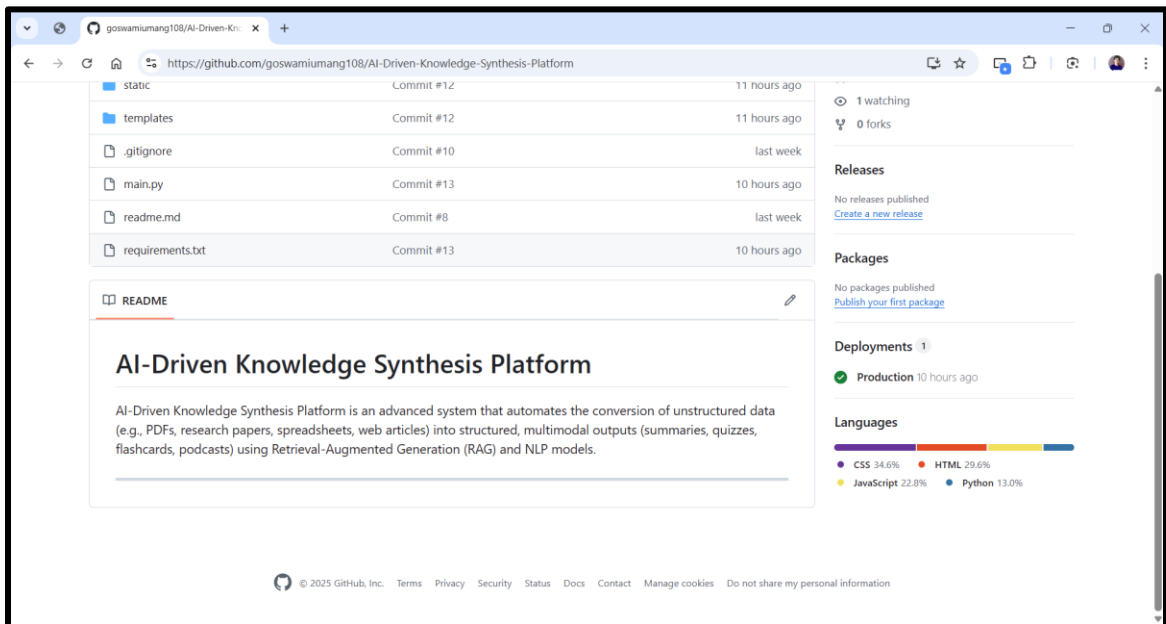 goswamiumang108/AI-Driven-Kno
https://github.com/goswamiumang108/AI-Driven-Knowledge-Synthesis-Platform
static Commit #12 11 hours ago
templates Commit #12 11 hours ago
.gitignore Commit #10 last week
main.py Commit #13 10 hours ago
readme.md Commit #8 last week
requirements.txt Commit #13 10 hours ago
README
AI-Driven Knowledge Synthesis Platform
AI-Driven Knowledge Synthesis Platform is an advanced system that automates the conversion of unstructured data
(e.g., PDFs, research papers, spreadsheets, web articles) into structured, multimodal outputs (summaries, quizzes,
flashcards, podcasts) using Retrieval-Augmented Generation (RAG) and NLP models.
1 watching
0 forks
Releases
No releases published
Create a new release
Packages
No packages published
Publish your first package
Deployments 1
Production 10 hours ago
Languages
CSS 34.6% HTML 29.6%
JavaScript 22.8% Python 13.0%
© 2025 GitHub, Inc. Terms Privacy Security Status Docs Contact Manage cookies Do not share my personal information